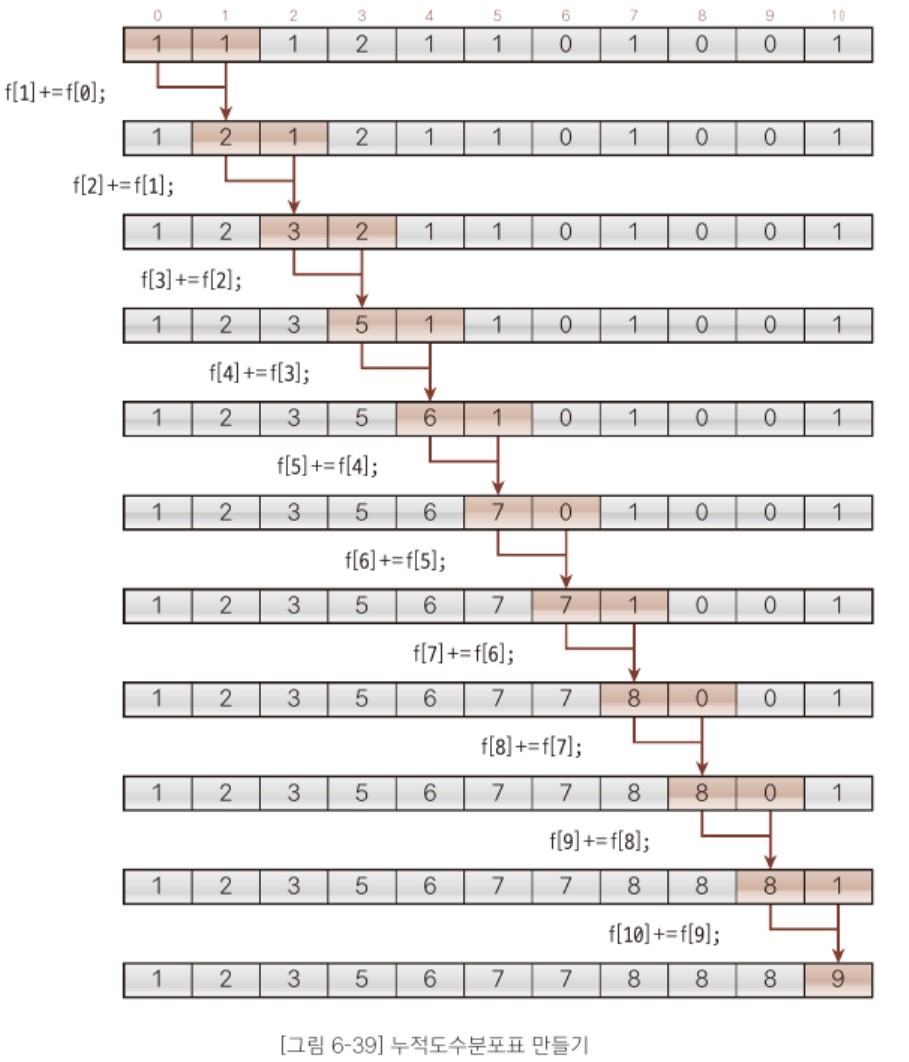 0 1 2 3 4 5 6 7 8 9 10
1 1 1 2 1 1 0 1 0 0 1
f[1]+=f[0];
1 2 1 2 1 1 0 1 0 0 1
f[2]+=f[1];
1 2 3 2 1 1 0 1 0 0 1
f[3]+=f[2];
1 2 3 5 1 1 0 1 0 0 1
f[4]+=f[3];
1 2 3 5 6 1 0 1 0 0 1
f[5]+=f[4];
1 2 3 5 6 7 0 1 0 0 1
f[6]+=f[5];
1 2 3 5 6 7 7 1 0 0 1
f[7]+=f[6];
1 2 3 5 6 7 7 8 0 0 1
f[8]+=f[7];
1 2 3 5 6 7 7 8 8 0 1
f[9]+=f[8];
1 2 3 5 6 7 7 8 8 8 1
f[10]+=f[9];
1 2 3 5 6 7 7 8 8 8 9
[그림 6-39] 누적도수분포표 만들기